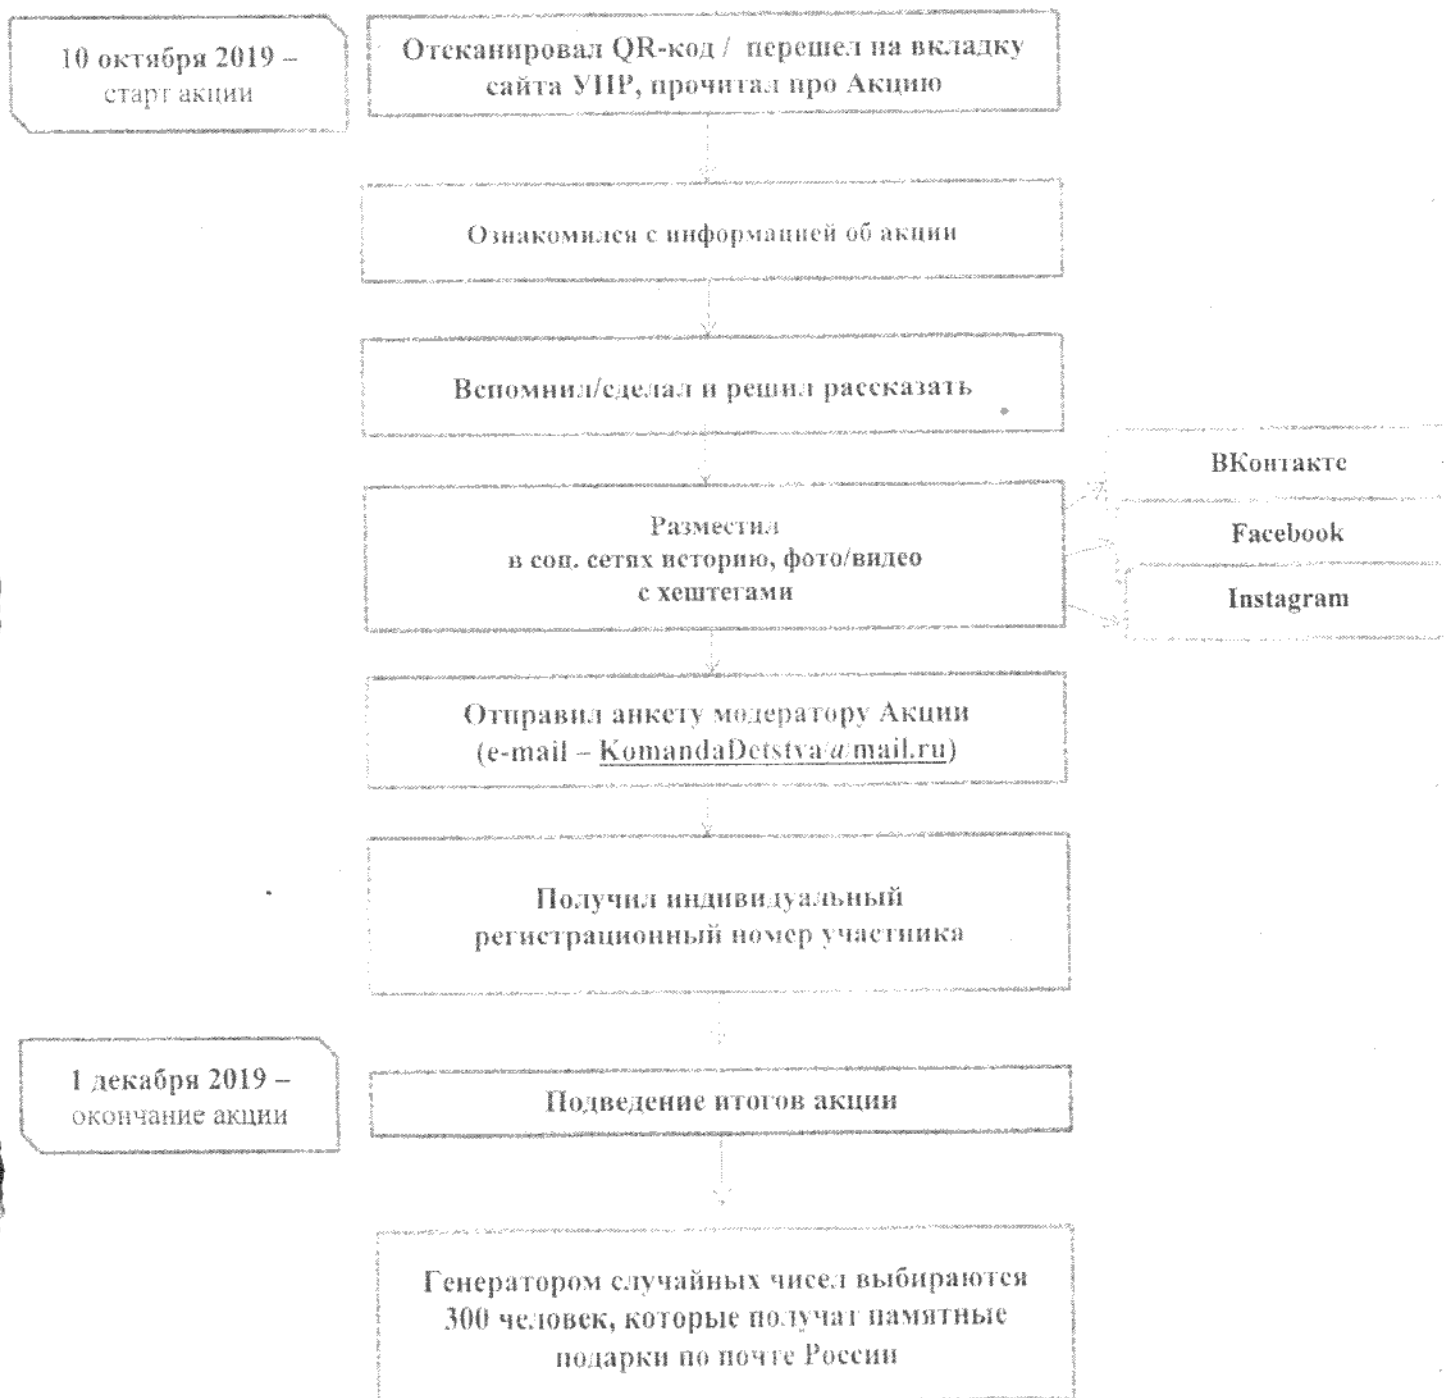 10 октября 2019 –
старт акции
Отсканировал QR-код / перешел на вкладку
сайта УПР, прочитал про Акцию
Ознакомился с информацией об акции
Вспомнил/сделал и решил рассказать
Разместил
в соц. сетях историю, фото/видео
с хештегами
ВКонтакте
Facebook
Instagram
Отправил анкету модератору Акции
(e-mail – KomandaDetstva@mail.ru)
Получил индивидуальный
регистрационный номер участника
1 декабря 2019 –
окончание акции
Подведение итогов акции
Генератором случайных чисел выбираются
300 человек, которые получат памятные
подарки по почте России